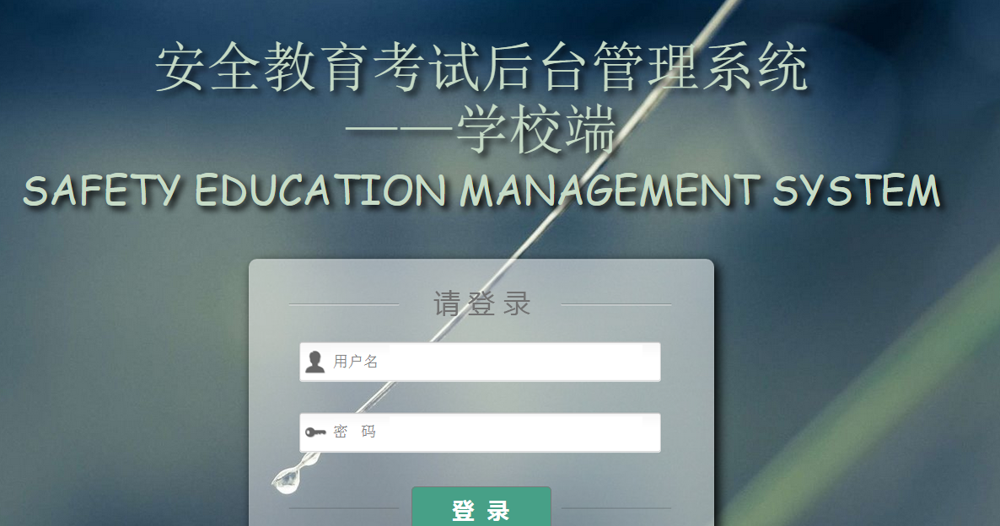 安全教育考试后台管理系统
——学校端
SAFETY EDUCATION MANAGEMENT SYSTEM
请登录
用户名
密 码
登 录